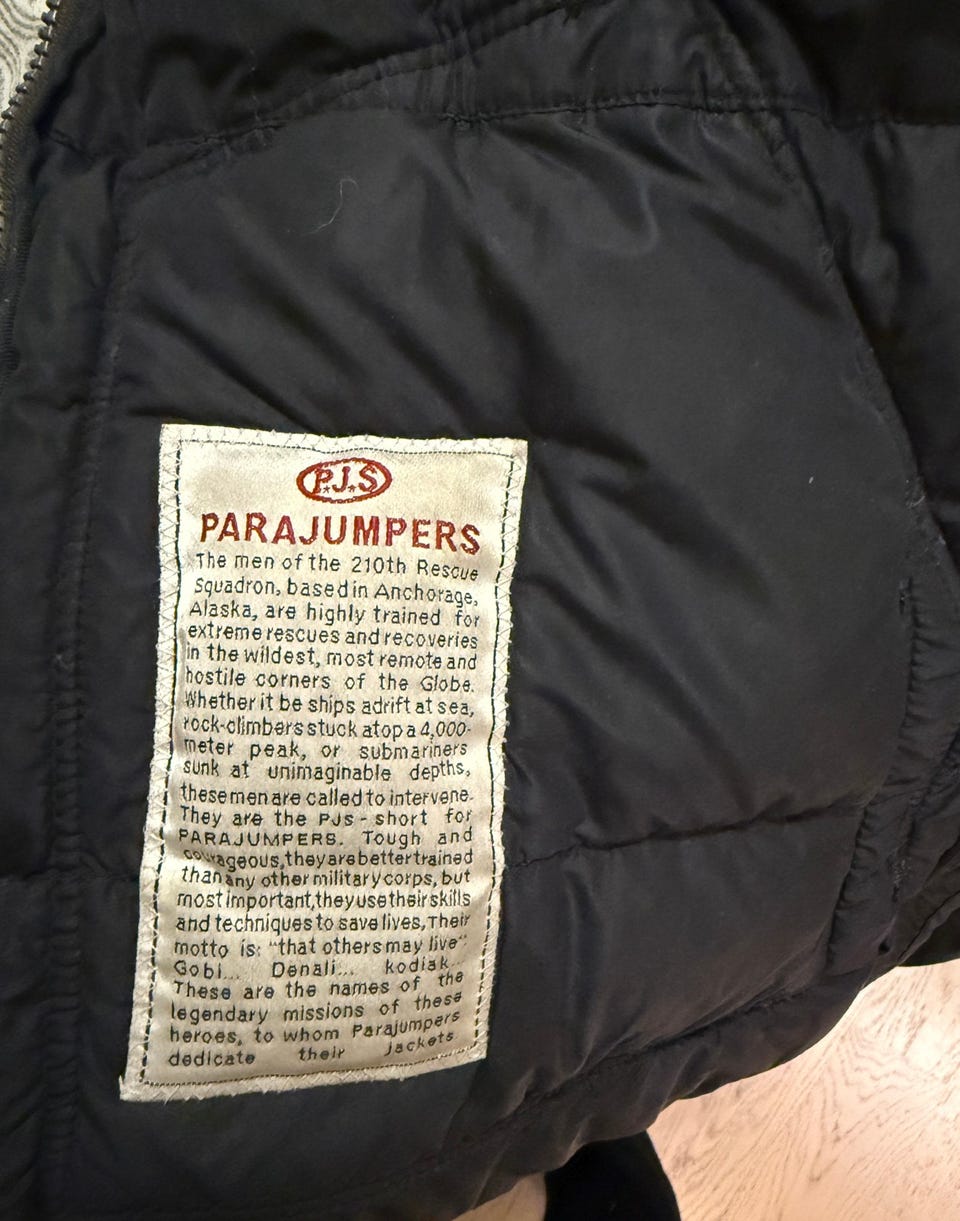 P.J.S
PARAJUMPERS
The men of the 210th Rescue
Squadron, based in Anchorage,
Alaska, are highly trained for
extreme rescues and recoveries
in the wildest, most remote and
hostile corners of the Globe.
Whether it be ships adrift at sea,
rock-climbers stuck atop a 4,000-
meter peak, or submariners
sunk at unimaginable depths,
these men are called to intervene.
They are the PJs - short for
PARAJUMPERS. Tough and
courageous, they are better trained
than any other military corps, but
most important, they use their skills
and techniques to save lives, Their
motto is: “that others may live”.
Gobi... Denali... kodiak...
These are the names of the
legendary missions of these
heroes, to whom Parajumpers
dedicate their jackets